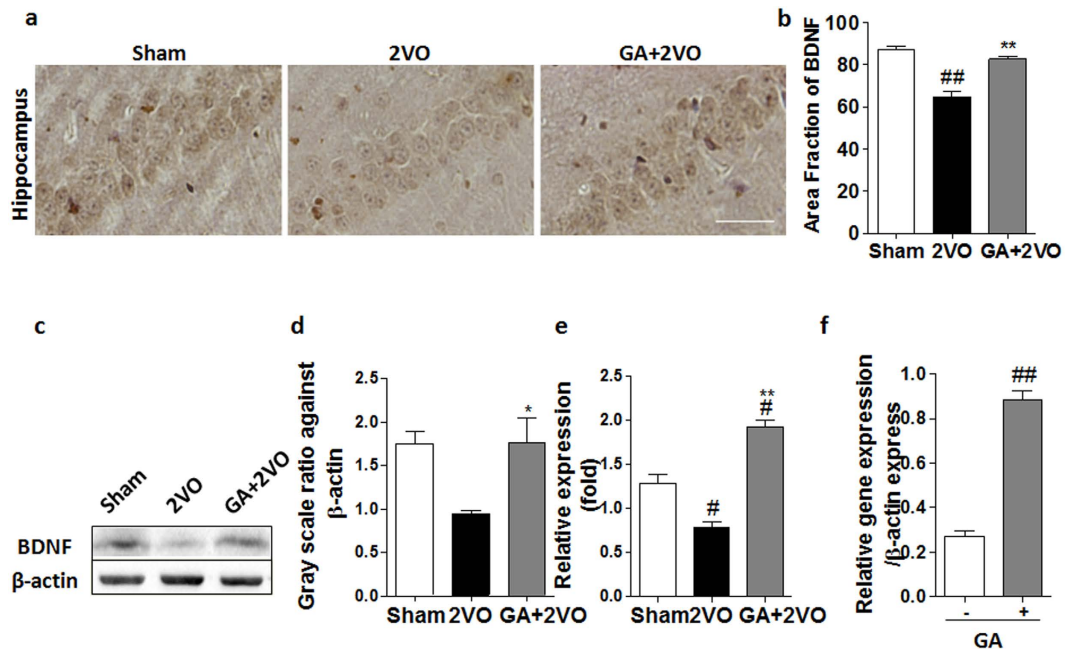 a
Sham 2VO GA+2VO
Hippocampus
b
Area Fraction of BDNF
100
80
60
40
20
0
##
**
Sham 2VO GA+2VO
c
Sham 2VO GA+2VO
BDNF
β-actin
d
Gray scale ratio against
β-actin
2.5
2.0
1.5
1.0
0.5
0.0
*
Sham 2VO GA+2VO
e
Relative expression
(fold)
2.5
2.0
1.5
1.0
0.5
0.0
#
**
#
Sham 2VO GA+2VO
f
Relative gene expression
/β-actin express
1.0
0.8
0.6
0.4
0.2
0.0
##
- +
GA